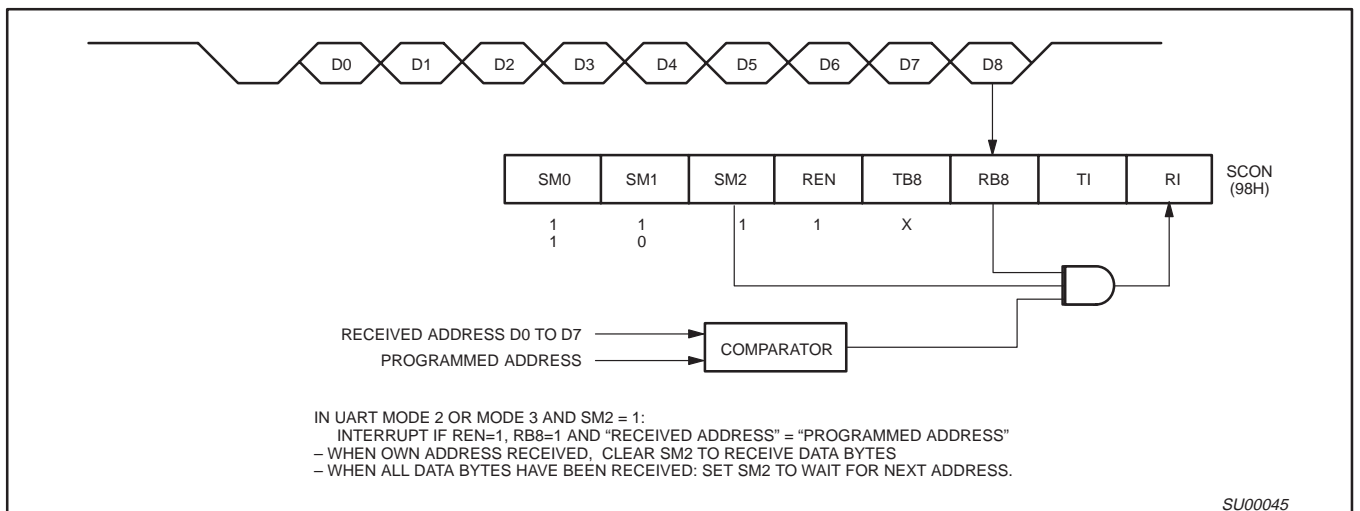 D0 D1 D2 D3 D4 D5 D6 D7 D8
SM0 SM1 SM2 REN TB8 RB8 TI RI
SCON
(98H)
1 1 1 1 X
1 0
RECEIVED ADDRESS D0 TO D7
PROGRAMMED ADDRESS
COMPARATOR
IN UART MODE 2 OR MODE 3 AND SM2 = 1:
INTERRUPT IF REN=1, RB8=1 AND “RECEIVED ADDRESS” = “PROGRAMMED ADDRESS”
– WHEN OWN ADDRESS RECEIVED, CLEAR SM2 TO RECEIVE DATA BYTES
– WHEN ALL DATA BYTES HAVE BEEN RECEIVED: SET SM2 TO WAIT FOR NEXT ADDRESS.
SU00045